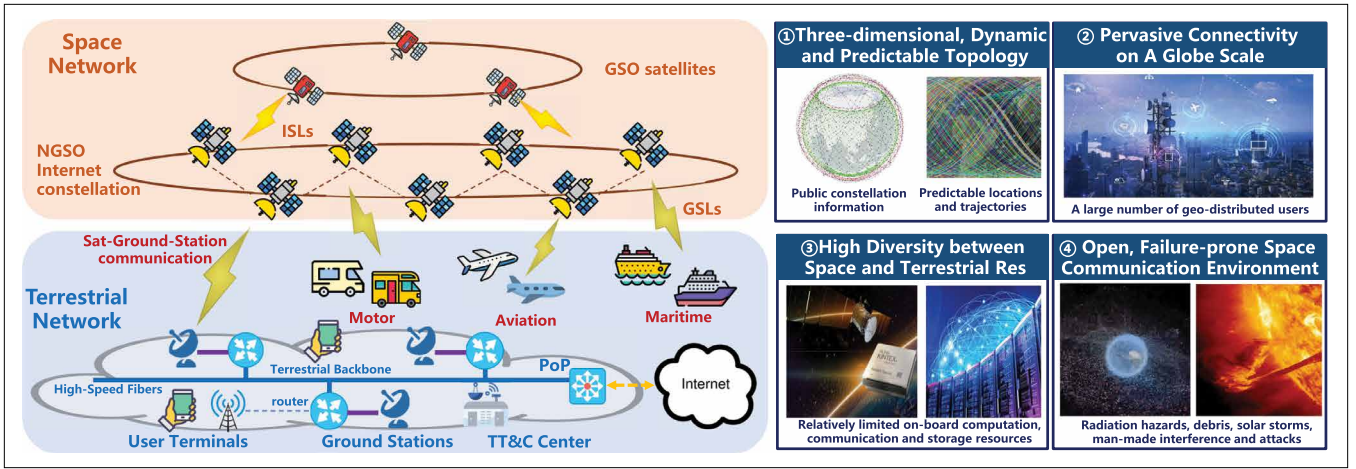 Space
Network
GSO satellites
ISLs
NGSO
Internet
constellation
GSLs
Sat-Ground-Station
communication
Terrestrial
Network
Motor
Aviation
Maritime
Terrestrial Backbone
PoP
High-Speed Fibers
router
Internet
User Terminals
Ground Stations
TT&C Center
①Three-dimensional, Dynamic
and Predictable Topology
Public constellation
information
Predictable locations
and trajectories
② Pervasive Connectivity
on A Globe Scale
A large number of geo-distributed users
③High Diversity between
Space and Terrestrial Res
KINTEX
Relatively limited on-board computation,
communication and storage resources
④ Open, Failure-prone Space
Communication Environment
Radiation hazards, debris, solar storms,
man-made interference and attacks